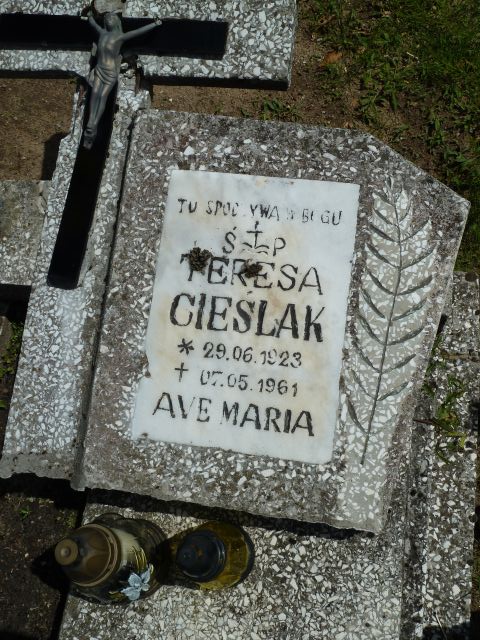 TU SPOCZYWA W BOGU
Ś P
TERESA
CIEŚLAK
* 29.06.1923
+ 07.05.1961
AVE MARIA